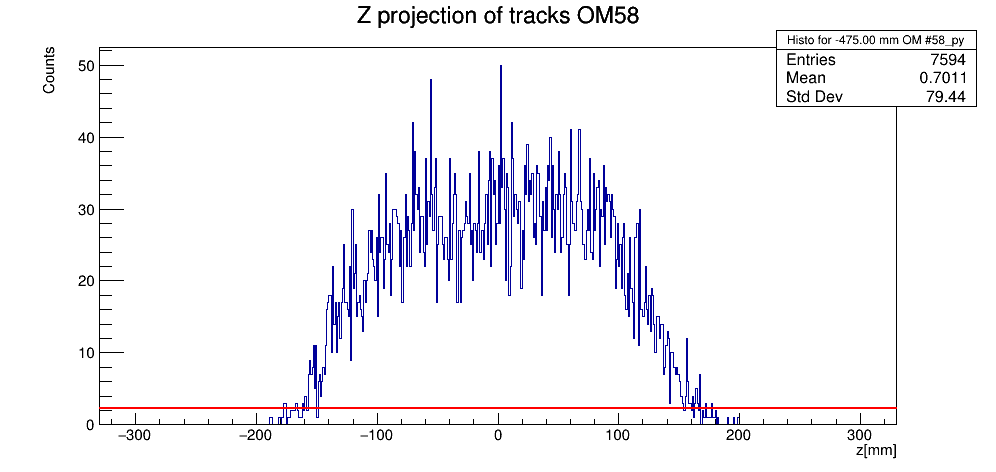 Z projection of tracks OM58
Histo for -475.00 mm OM #58_py
Entries 7594
Mean 0.7011
Std Dev 79.44
Counts
50
40
30
20
10
0
−300 −200 −100 0 100 200 300
z[mm]